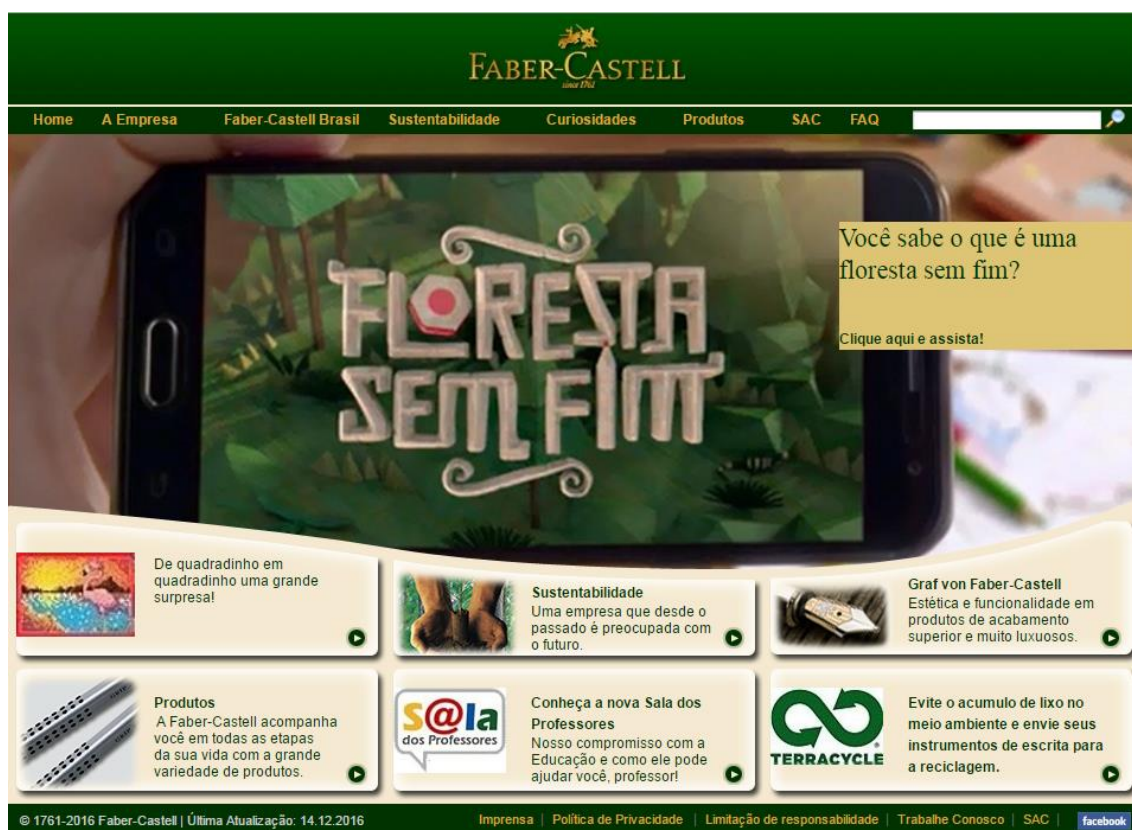 FABER-CASTELL
since 1761
Home A Empresa Faber-Castell Brasil Sustentabilidade Curiosidades Produtos SAC FAQ
FLORESTA
SEM FIM
Você sabe o que é uma
floresta sem fim?
Clique aqui e assista!
De quadradinho em
quadradinho uma grande
surpresa!
Sustentabilidade
Uma empresa que desde o
passado é preocupada com
o futuro.
Graf von Faber-Castell
Estética e funcionalidade em
produtos de acabamento
superior e muito luxuosos.
Produtos
A Faber-Castell acompanha
você em todas as etapas
da sua vida com a grande
variedade de produtos.
S@la
dos Professores
Conheça a nova Sala dos
Professores
Nosso compromisso com a
Educação e como ele pode
ajudar você, professor!
TERRACYCLE
Evite o acumulo de lixo no
meio ambiente e envie seus
instrumentos de escrita para
a reciclagem.
© 1761-2016 Faber-Castell | Última Atualização: 14.12.2016 Imprensa | Política de Privacidade | Limitação de responsabilidade | Trabalhe Conosco | SAC | facebook